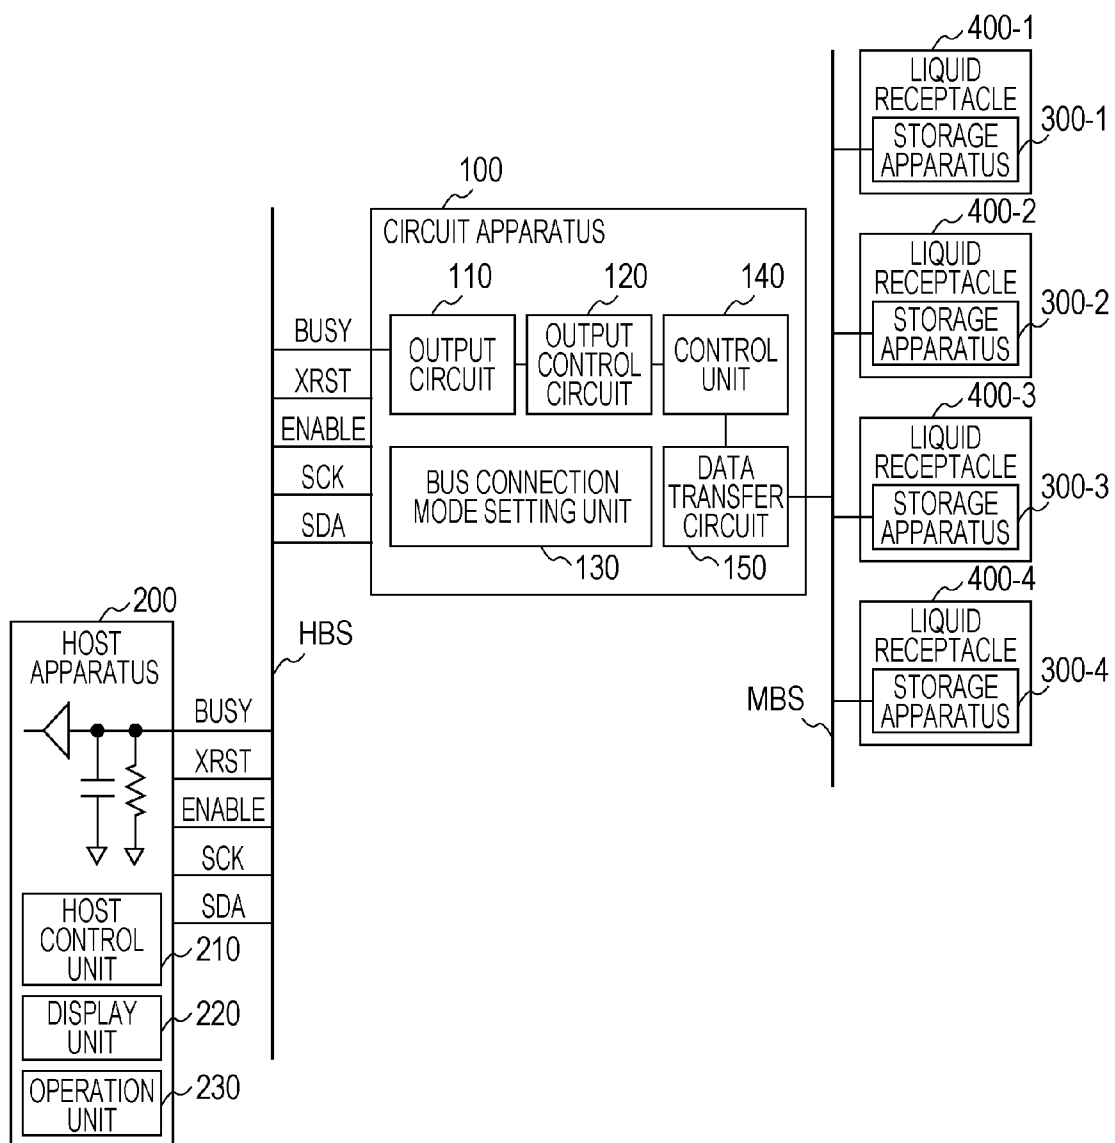 400-1
LIQUID
RECEPTACLE
300-1
STORAGE
APPARATUS
400-2
LIQUID
RECEPTACLE
300-2
STORAGE
APPARATUS
400-3
LIQUID
RECEPTACLE
300-3
STORAGE
APPARATUS
400-4
LIQUID
RECEPTACLE
300-4
STORAGE
APPARATUS
MBS
100
CIRCUIT APPARATUS
110
OUTPUT
CIRCUIT
120
OUTPUT
CONTROL
CIRCUIT
140
CONTROL
UNIT
BUS CONNECTION
MODE SETTING UNIT
130
DATA
TRANSFER
CIRCUIT
150
BUSY
XRST
ENABLE
SCK
SDA
HBS
200
HOST
APPARATUS
BUSY
XRST
ENABLE
SCK
SDA
HOST
CONTROL
UNIT
210
DISPLAY
UNIT
220
OPERATION
UNIT
230